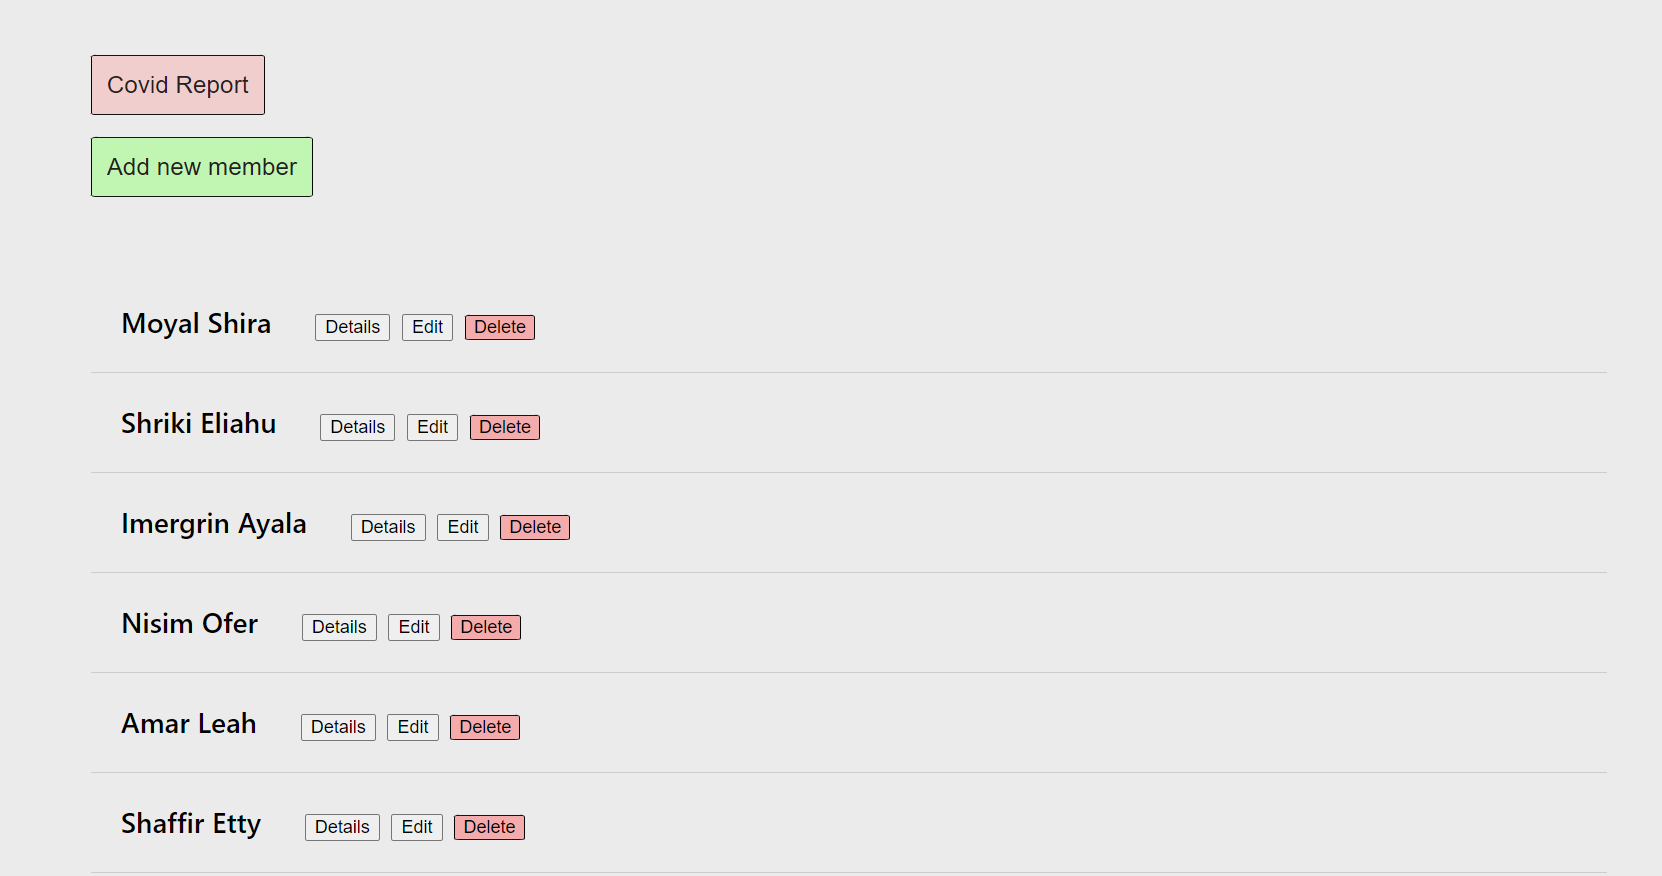 Covid Report
Add new member
Moyal Shira Details Edit Delete
Shriki Eliahu Details Edit Delete
Imergrin Ayala Details Edit Delete
Nisim Ofer Details Edit Delete
Amar Leah Details Edit Delete
Shaffir Etty Details Edit Delete